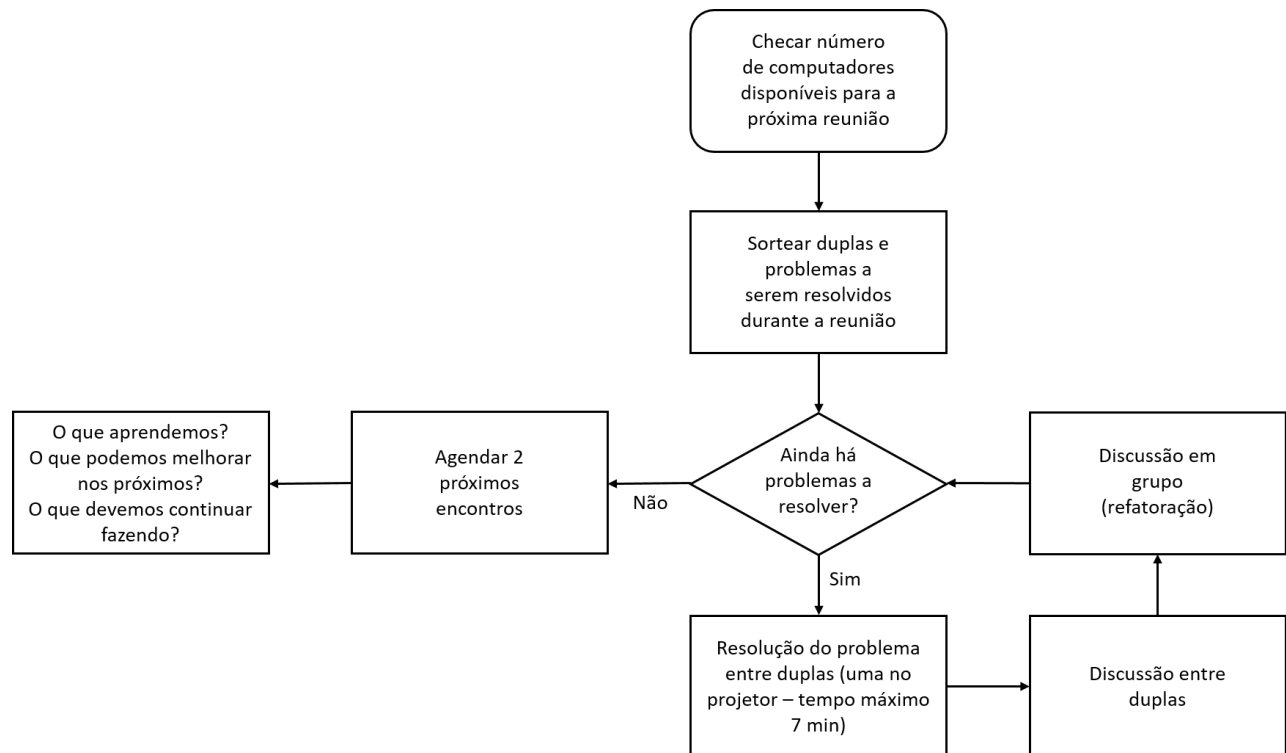 Checar número
de computadores
disponíveis para a
próxima reunião
Sortear duplas e
problemas a
serem resolvidos
durante a reunião
Ainda há
problemas a
resolver?
Não
Agendar 2
próximos
encontros
O que aprendemos?
O que podemos melhorar
nos próximos?
O que devemos continuar
fazendo?
Sim
Resolução do problema
entre duplas (uma no
projetor – tempo máximo
7 min)
Discussão entre
duplas
Discussão em
grupo
(refatoração)